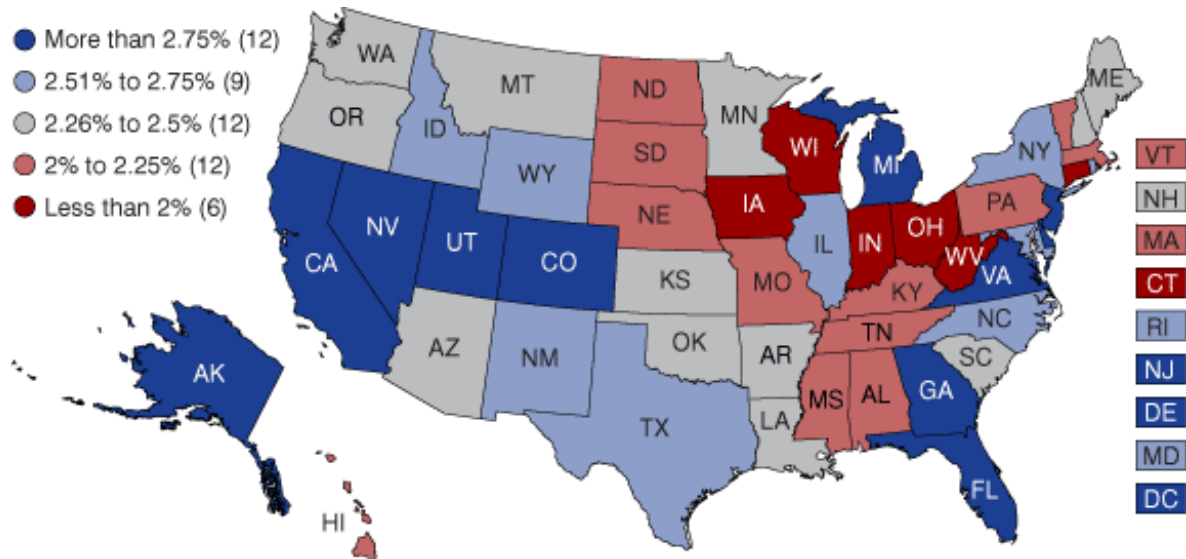 More than 2.75% (12)
2.51% to 2.75% (9)
2.26% to 2.5% (12)
2% to 2.25% (12)
Less than 2% (6)
WA
MT
ND
MN
ME
OR
ID
SD
WI
MI
NY
VT
WY
NH
NE
IA
PA
MA
NV
UT
CO
IL
IN
OH
WV
VA
CT
CA
KS
MO
KY
NC
RI
AZ
NM
OK
AR
TN
SC
NJ
AK
MS
AL
GA
DE
TX
LA
MD
FL
DC
HI